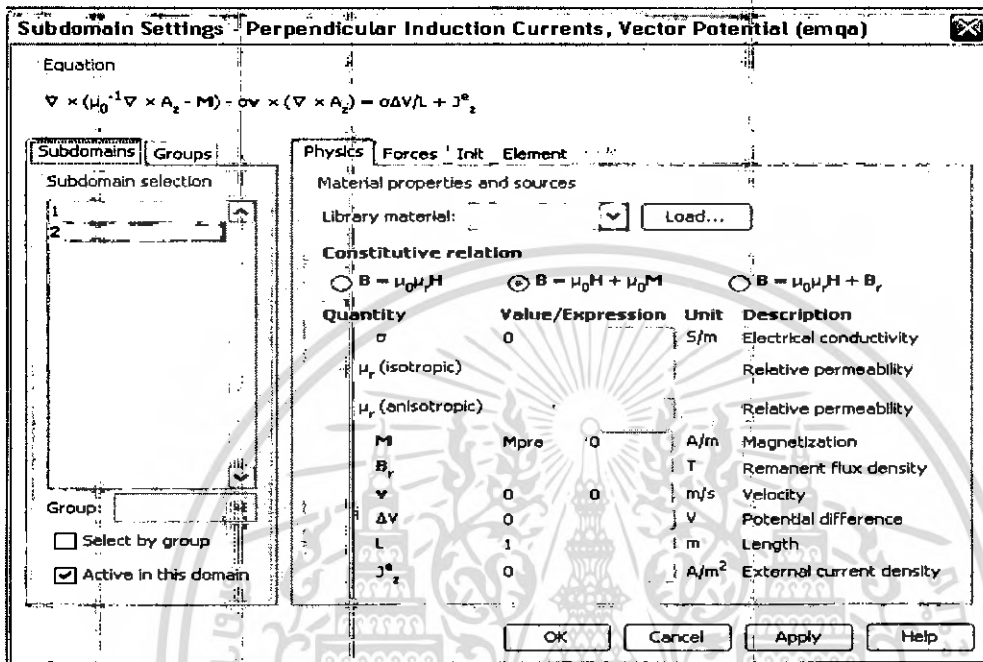 Subdomain Settings - Perpendicular Induction Currents, Vector Potential (emqa)
Equation
∇ × (μ₀⁻¹∇ × A_z - M) - σv × (∇ × A_z) = σΔV/L + J^e_z
Subdomains Groups
Subdomain selection
1
2
Group:
Select by group
Active in this domain
Physics Forces Init Element
Material properties and sources
Library material: Load...
Constitutive relation
B = μ₀μᵣH B = μ₀H + μ₀M B = μ₀μᵣH + Bᵣ
Quantity Value/Expression Unit Description
σ 0 S/m Electrical conductivity
μᵣ (isotropic) Relative permeability
μᵣ (anisotropic) Relative permeability
M Mpre 0 A/m Magnetization
Bᵣ T Remanent flux density
v 0 0 m/s Velocity
ΔV 0 V Potential difference
L 1 m Length
J^e_z 0 A/m² External current density
OK Cancel Apply Help